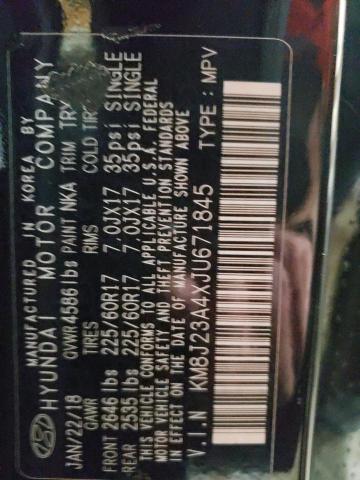 MANUFACTURED IN KOREA BY
HYUNDAI MOTOR COMPANY
JAN/22/18 GVWR 4586 lbs PAINT NKA TRIM TRY
GAWR TIRES RIMS COLD TIR
FRONT 2646 lbs 225/60R17 7.0JX17 35psi SINGLE
REAR 2535 lbs 225/60R17 7.0JX17 35psi SINGLE
THIS VEHICLE CONFORMS TO ALL APPLICABLE U.S.A. FEDERAL
MOTOR VEHICLE SAFETY AND THEFT PREVENTION STANDARDS
IN EFFECT ON THE DATE OF MANUFACTURE SHOWN ABOVE
V.I.N KM8J23A4XJU671845 TYPE : MPV